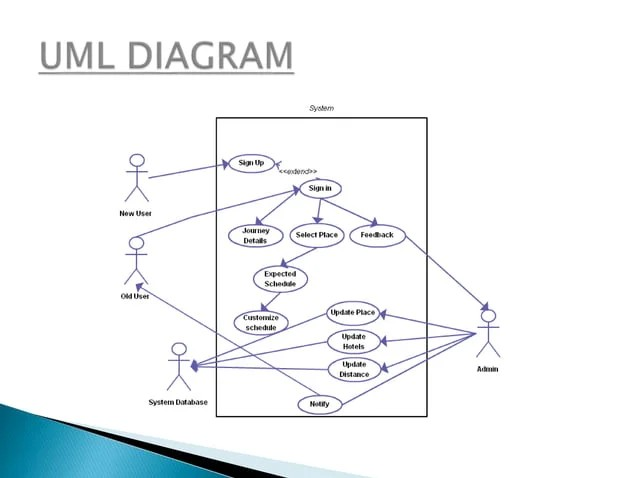 UML DIAGRAM
System
Sign Up
<<extend>>
Sign in
New User
Journey
Details
Select Place
Feedback
Expected
Schedule
Old User
Customize
schedule
Update Place
Update
Hotels
Update
Distance
Admin
System Database
Notify